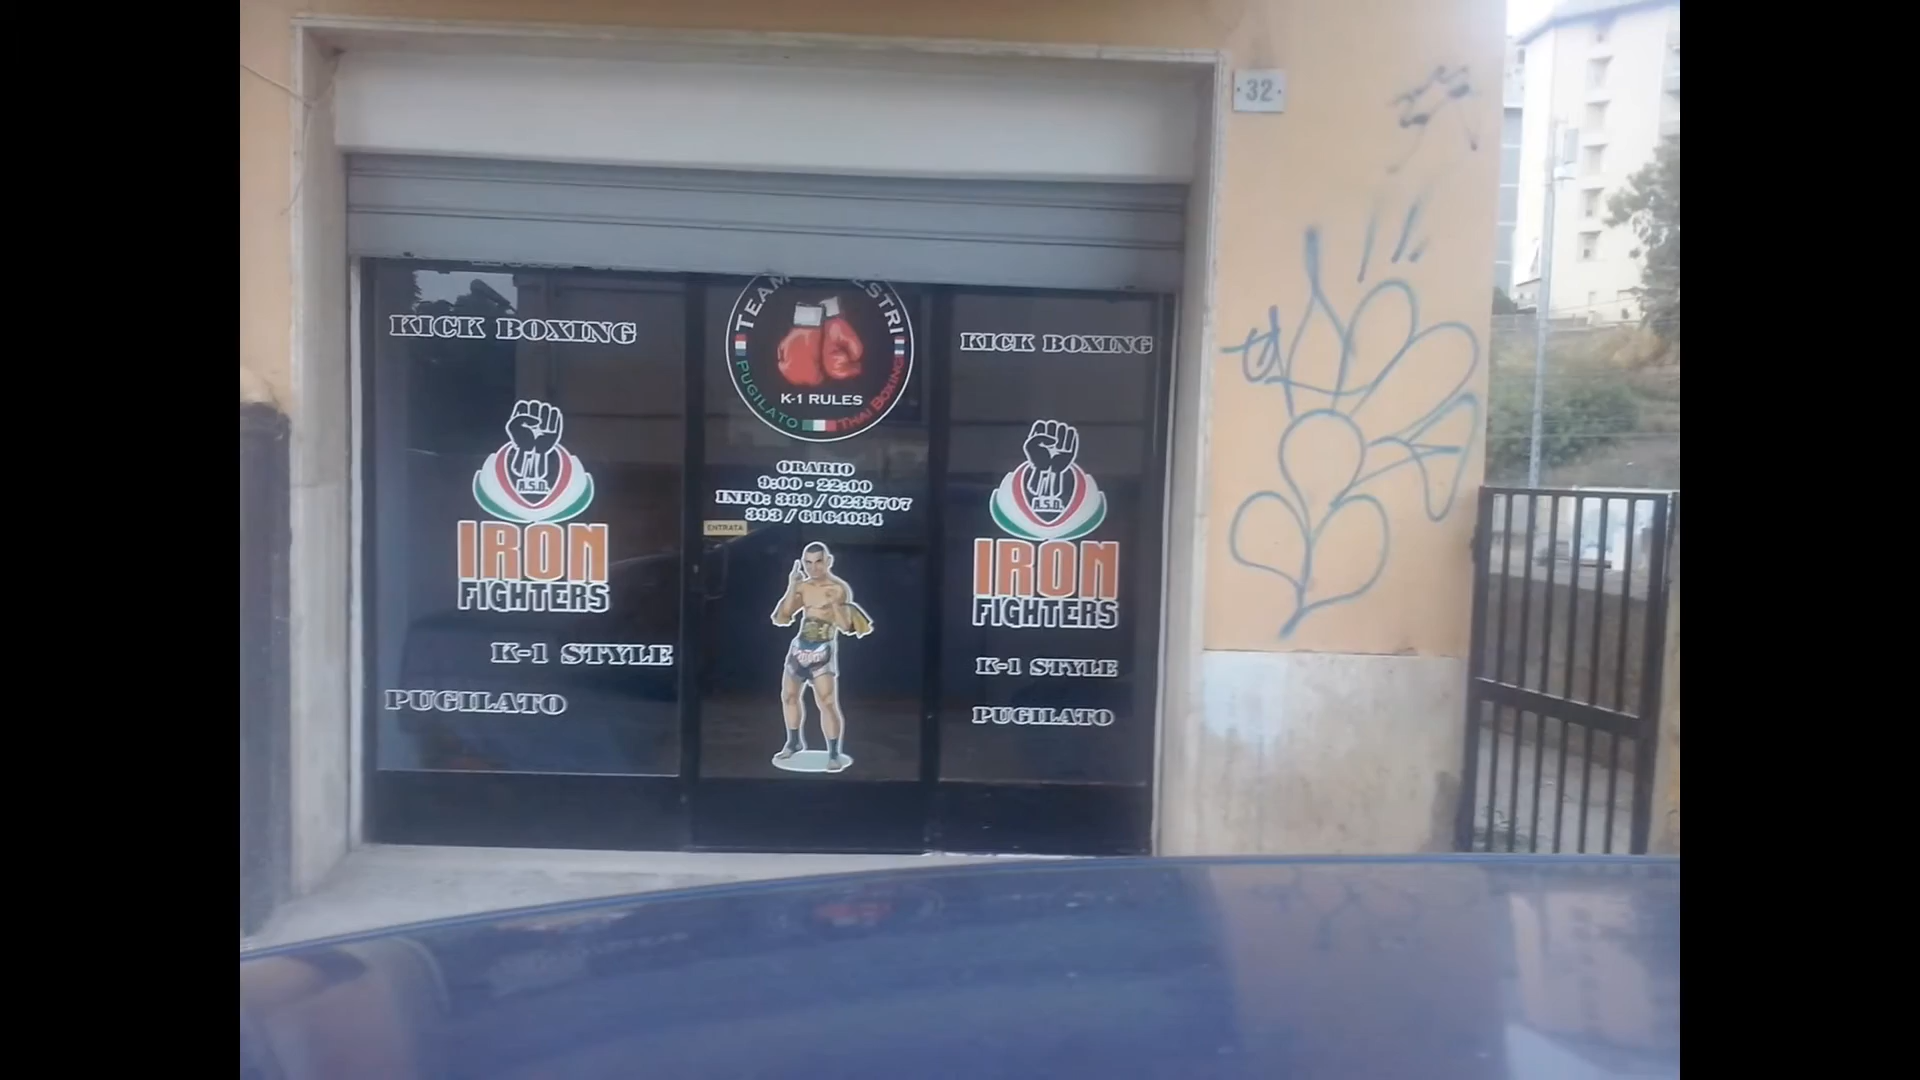 32
KICK BOXING
A.S.D.
IRON
FIGHTERS
K-1 STYLE
PUGILATO
TEAM
K-1 RULES
PUGILATO
THAI BOXING
ORARIO
9:00 - 22:00
INFO: 389 / 0235707
393 / 6164084
ENTRATA
KICK BOXING
A.S.D.
IRON
FIGHTERS
K-1 STYLE
PUGILATO